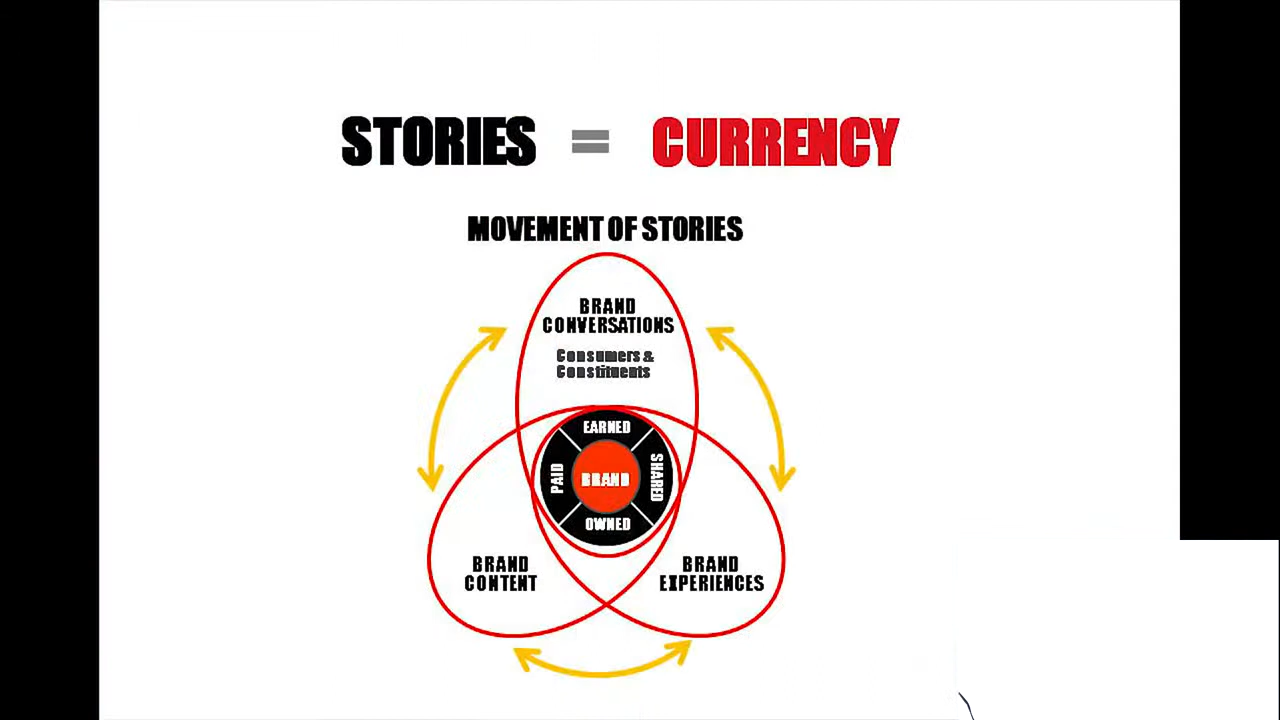 STORIES = CURRENCY
MOVEMENT OF STORIES
BRAND
CONVERSATIONS
Consumers &
Constituents
EARNED
PAID
BRAND
SHARED
OWNED
BRAND
CONTENT
BRAND
EXPERIENCES